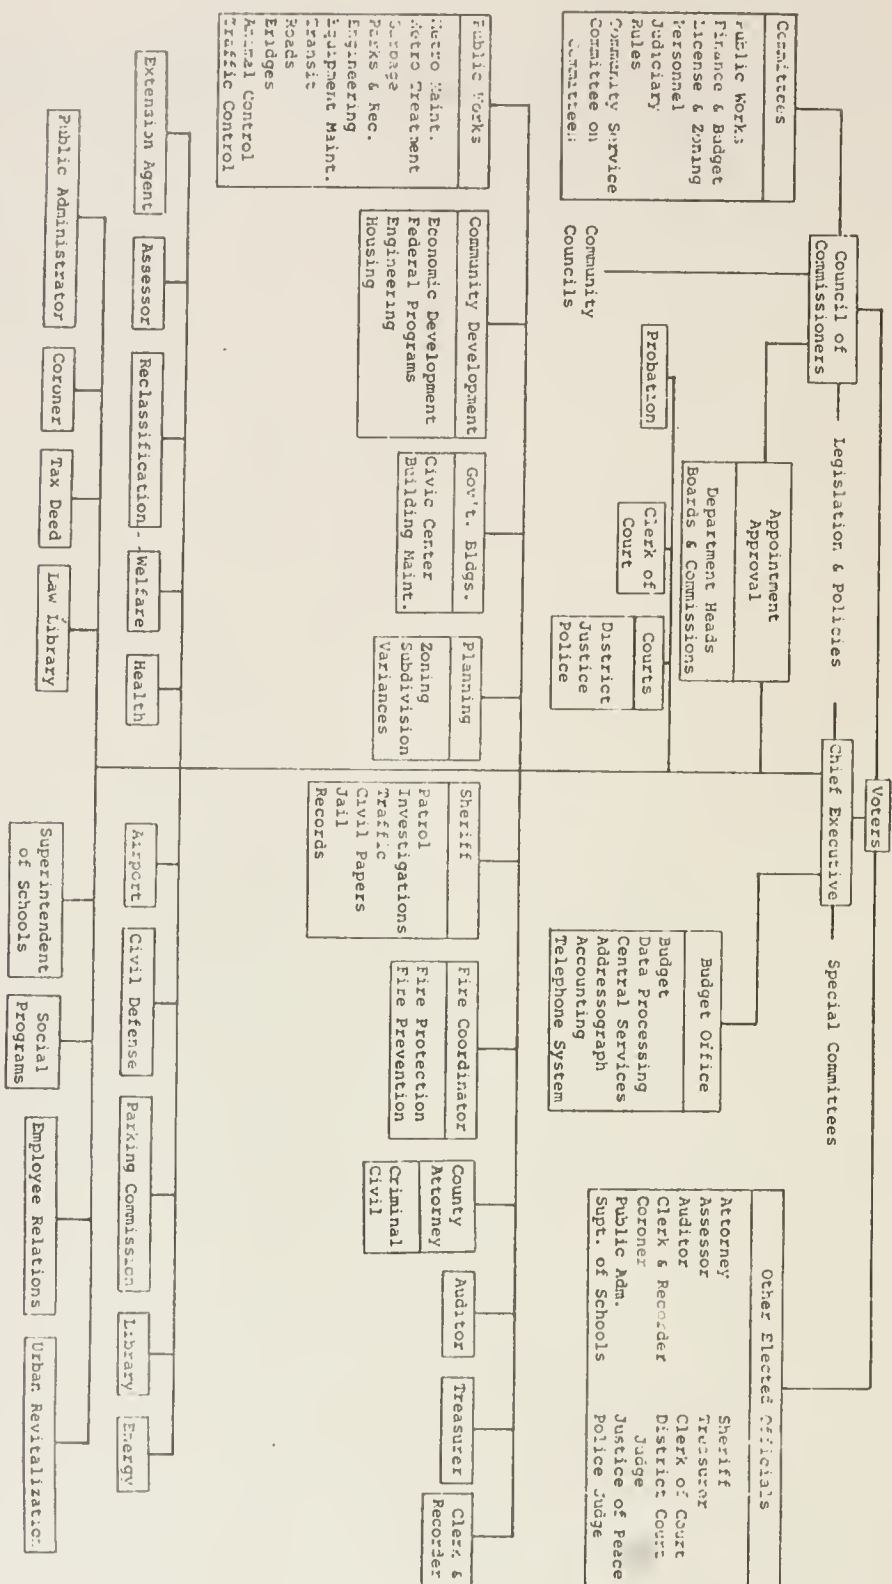 Voters
Council of
Commissioners
Legislation & Policies
Chief Executive
Special Committees
Committees
Public Works
Finance & Budget
License & Zoning
Personnel
Judiciary
Rules
Community Service
Committee on
Committees
Community
Councils
Appointment
Approval
Department Heads
Boards & Commissions
Budget Office
Budget
Data Processing
Central Services
Addressograph
Accounting
Telephone System
Other Elected Officials
Attorney
Assessor
Auditor
Clerk & Recorder
Coroner
Public Adm.
Supt. of Schools
Sheriff
Treasurer
Clerk of Court
District Court
Judge
Justice of Peace
Police Judge
Probation
Clerk of
Court
Courts
District
Justice
Police
Public Works
Metro Maint.
Metro Treatment
Garbage
Parks & Rec.
Engineering
Equipment Maint.
Transit
Roads
Bridges
Animal Control
Traffic Control
Community Development
Economic Development
Federal Programs
Engineering
Housing
Gov't. Bldgs.
Civic Center
Building Maint.
Planning
Zoning
Subdivision
Variances
Sheriff
Patrol
Investigations
Traffic
Civil Papers
Jail
Records
Fire Coordinator
Fire Protection
Fire Prevention
County
Attorney
Criminal
Civil
Auditor
Treasurer
Clerk &
Recorder
Extension Agent
Assessor
Reclassification
Welfare
Health
Airport
Civil Defense
Parking Commission
Library
Energy
Public Administrator
Coroner
Tax Deed
Law Library
Superintendent
of Schools
Social
Programs
Employee Relations
Urban Revitalization